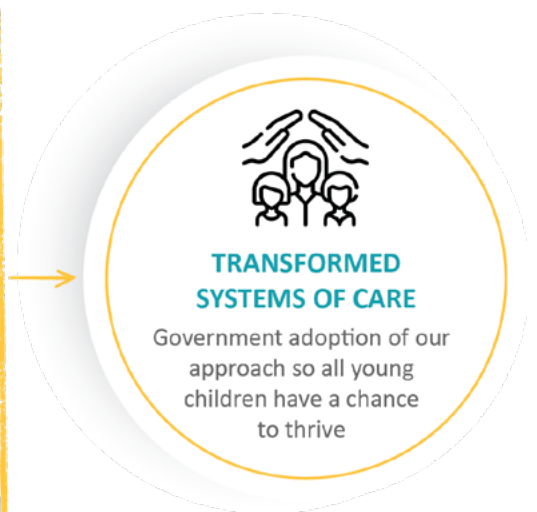 TRANSFORMED
SYSTEMS OF CARE
Government adoption of our
approach so all young
children have a chance
to thrive